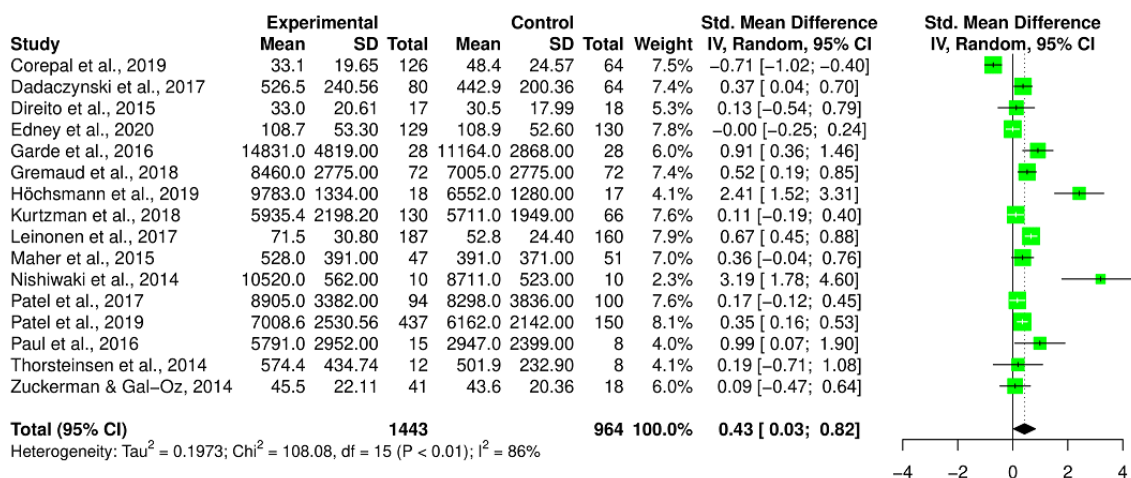 Experimental Control Std. Mean Difference Std. Mean Difference
Study Mean SD Total Mean SD Total Weight IV, Random, 95% CI IV, Random, 95% CI
Corepal et al., 2019 33.1 19.65 126 48.4 24.57 64 7.5% −0.71 [−1.02; −0.40]
Dadaczynski et al., 2017 526.5 240.56 80 442.9 200.36 64 7.4% 0.37 [ 0.04; 0.70]
Direito et al., 2015 33.0 20.61 17 30.5 17.99 18 5.3% 0.13 [−0.54; 0.79]
Edney et al., 2020 108.7 53.30 129 108.9 52.60 130 7.8% −0.00 [−0.25; 0.24]
Garde et al., 2016 14831.0 4819.00 28 11164.0 2868.00 28 6.0% 0.91 [ 0.36; 1.46]
Gremaud et al., 2018 8460.0 2775.00 72 7005.0 2775.00 72 7.4% 0.52 [ 0.19; 0.85]
Höchsmann et al., 2019 9783.0 1334.00 18 6552.0 1280.00 17 4.1% 2.41 [ 1.52; 3.31]
Kurtzman et al., 2018 5935.4 2198.20 130 5711.0 1949.00 66 7.6% 0.11 [−0.19; 0.40]
Leinonen et al., 2017 71.5 30.80 187 52.8 24.40 160 7.9% 0.67 [ 0.45; 0.88]
Maher et al., 2015 528.0 391.00 47 391.0 371.00 51 7.0% 0.36 [−0.04; 0.76]
Nishiwaki et al., 2014 10520.0 562.00 10 8711.0 523.00 10 2.3% 3.19 [ 1.78; 4.60]
Patel et al., 2017 8905.0 3382.00 94 8298.0 3836.00 100 7.6% 0.17 [−0.12; 0.45]
Patel et al., 2019 7008.6 2530.56 437 6162.0 2142.00 150 8.1% 0.35 [ 0.16; 0.53]
Paul et al., 2016 5791.0 2952.00 15 2947.0 2399.00 8 4.0% 0.99 [ 0.07; 1.90]
Thorsteinsen et al., 2014 574.4 434.74 12 501.9 232.90 8 4.1% 0.19 [−0.71; 1.08]
Zuckerman & Gal−Oz, 2014 45.5 22.11 41 43.6 20.36 18 6.0% 0.09 [−0.47; 0.64]
Total (95% CI) 1443 964 100.0% 0.43 [ 0.03; 0.82]
Heterogeneity: Tau² = 0.1973; Chi² = 108.08, df = 15 (P < 0.01); I² = 86%
−4 −2 0 2 4